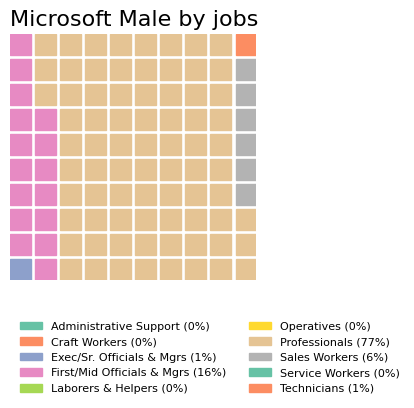 Microsoft Male by jobs
Administrative Support (0%)
Craft Workers (0%)
Exec/Sr. Officials & Mgrs (1%)
First/Mid Officials & Mgrs (16%)
Laborers & Helpers (0%)
Operatives (0%)
Professionals (77%)
Sales Workers (6%)
Service Workers (0%)
Technicians (1%)